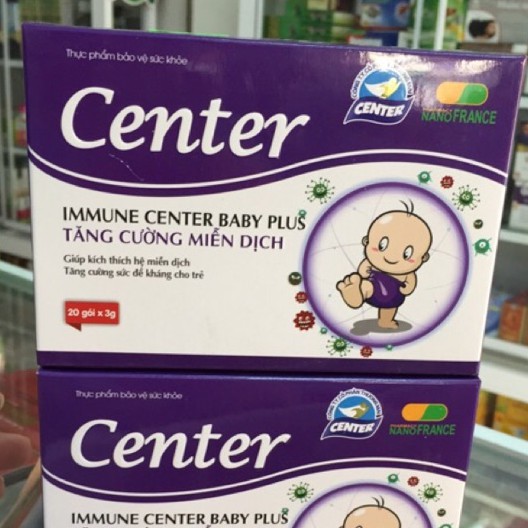 Thực phẩm bảo vệ sức khỏe
CENTER
NANOFRANCE
Center
IMMUNE CENTER BABY PLUS
TĂNG CƯỜNG MIỄN DỊCH
Giúp kích thích hệ miễn dịch
Tăng cường sức đề kháng cho trẻ
20 gói x 3g
Thực phẩm bảo vệ sức khỏe
CENTER
NANOFRANCE
Center
IMMUNE CENTER BABY PLUS